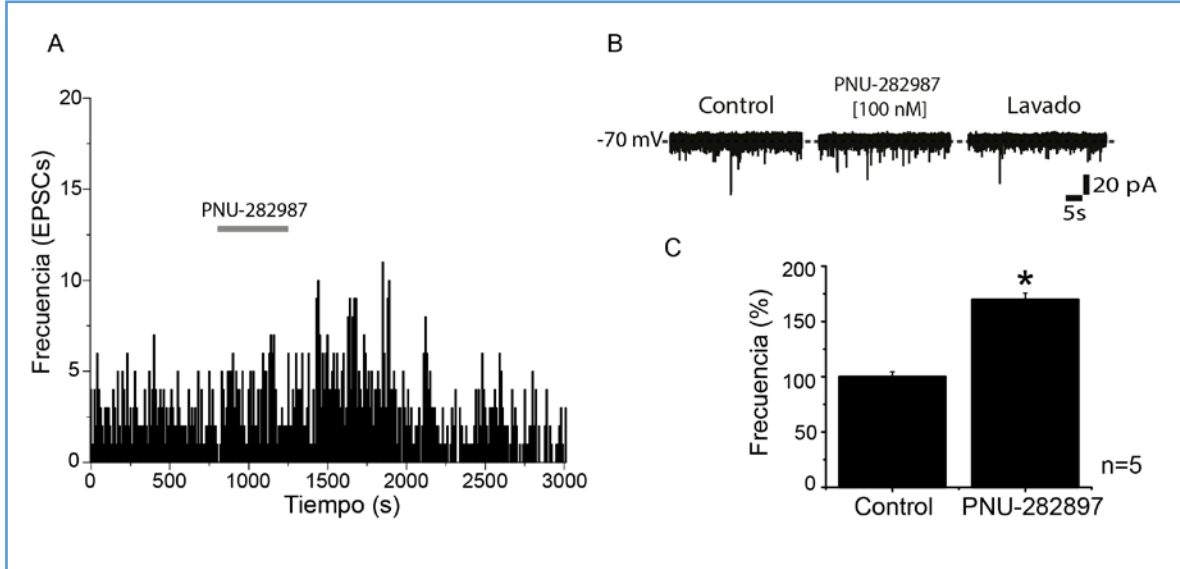 A
Frecuencia (EPSCs)
20
15
10
5
0
PNU-282987
0 500 1000 1500 2000 2500 3000
Tiempo (s)
B
Control
PNU-282987
[100 nM]
Lavado
-70 mV
20 pA
5s
C
Frecuencia (%)
200
150
100
50
0
*
Control PNU-282897
n=5